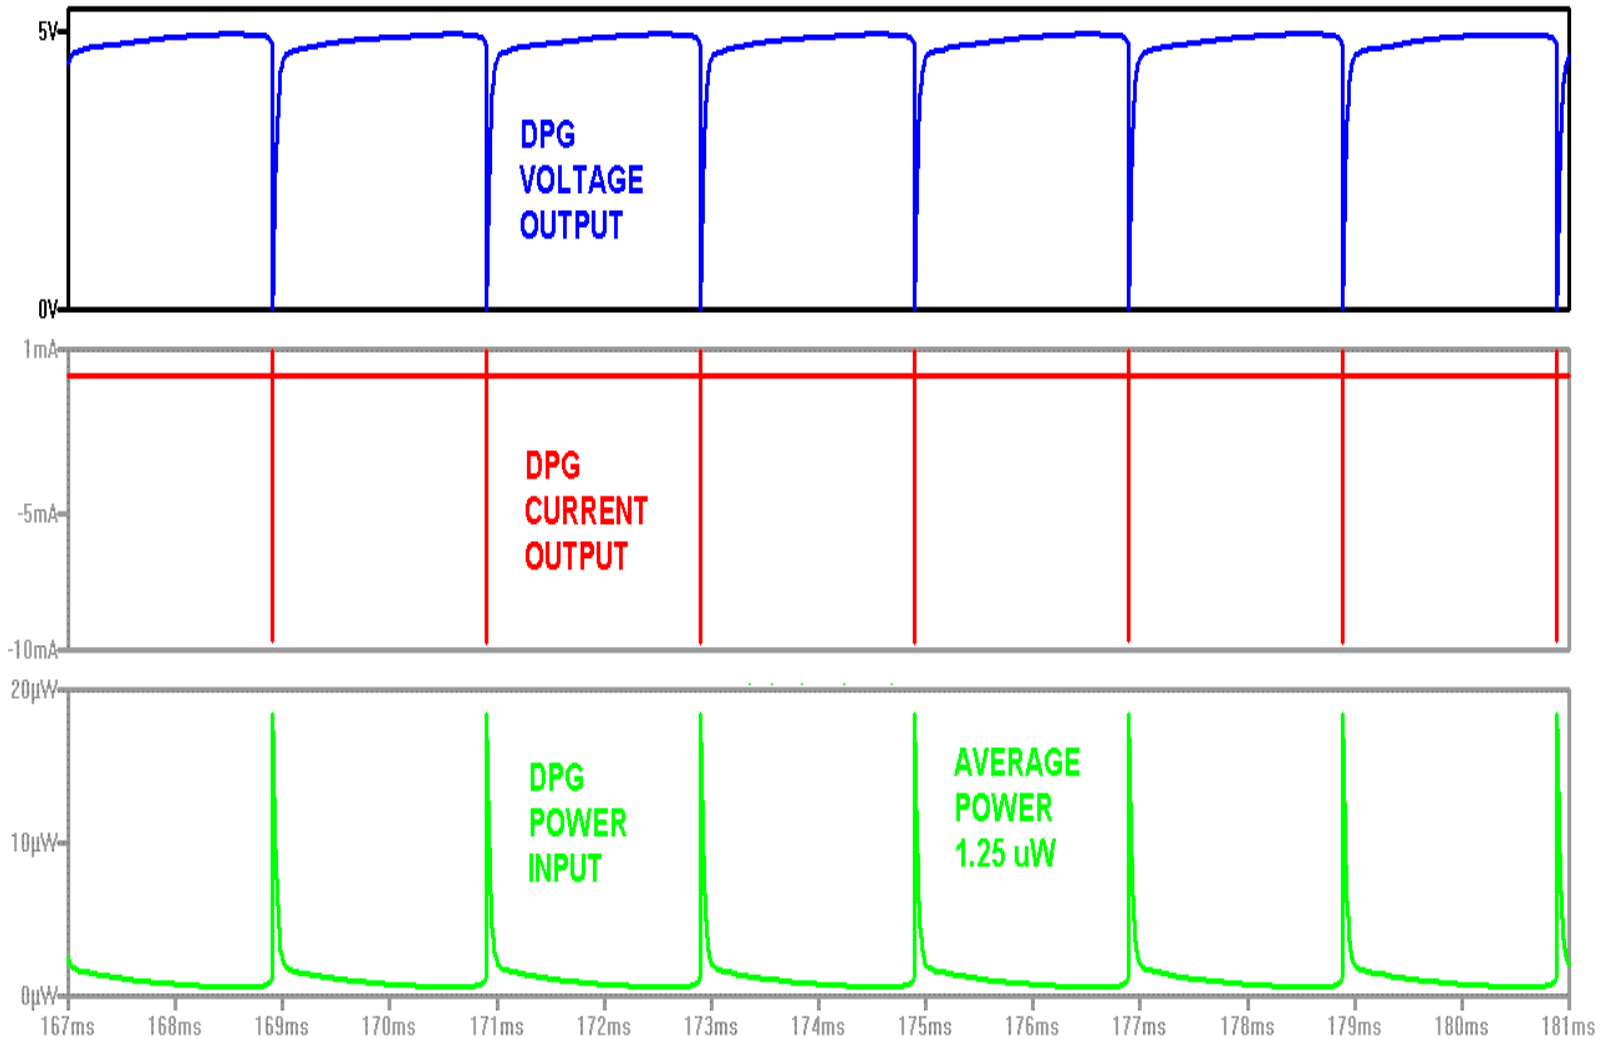 5V
DPG
VOLTAGE
OUTPUT
0V
1mA
DPG
CURRENT
OUTPUT
-5mA
-10mA
20µW
DPG
POWER
INPUT
AVERAGE
POWER
1.25 uW
10µW
0µW
167ms 168ms 169ms 170ms 171ms 172ms 173ms 174ms 175ms 176ms 177ms 178ms 179ms 180ms 181ms